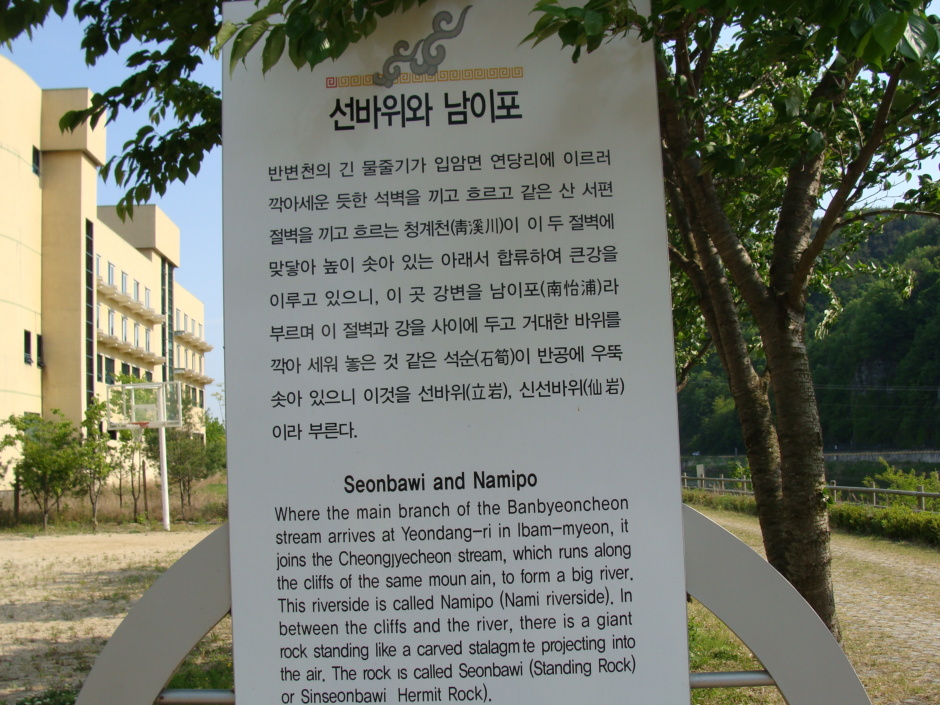 선바위와 남이포
반변천의 긴 물줄기가 입암면 연당리에 이르러
깍아세운 듯한 석벽을 끼고 흐르고 같은 산 서편
절벽을 끼고 흐르는 청계천(靑溪川)이 이 두 절벽에
맞닿아 높이 솟아 있는 아래서 합류하여 큰강을
이루고 있으니, 이 곳 강변을 남이포(南怡浦)라
부르며 이 절벽과 강을 사이에 두고 거대한 바위를
깍아 세워 놓은 것 같은 석순(石筍)이 반공에 우뚝
솟아 있으니 이것을 선바위(立岩), 신선바위(仙岩)
이라 부른다.
Seonbawi and Namipo
Where the main branch of the Banbyeoncheon
stream arrives at Yeondang-ri in Ibam-myeon, it
joins the Cheongyecheon stream, which runs along
the cliffs of the same moun ain, to form a big river.
This riverside is called Namipo (Nami riverside). In
between the cliffs and the river, there is a giant
rock standing like a carved stalagm te projecting into
the air. The rock is called Seonbawi (Standing Rock)
or Sinseonbawi Hermit Rock).